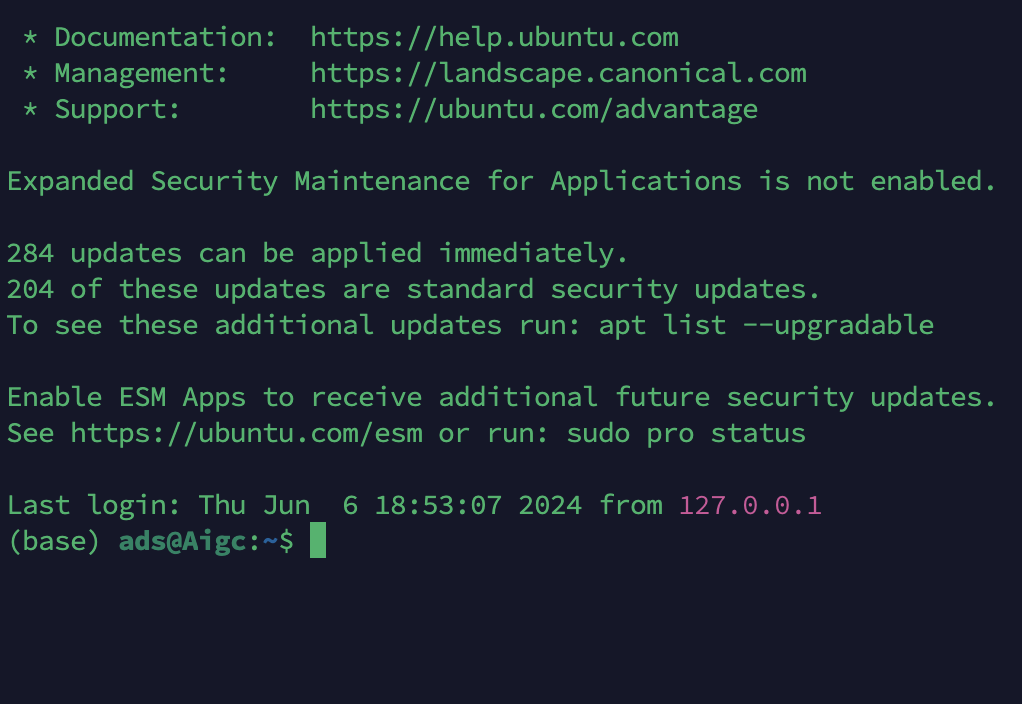 * Documentation:  https://help.ubuntu.com
* Management:     https://landscape.canonical.com
* Support:        https://ubuntu.com/advantage
Expanded Security Maintenance for Applications is not enabled.
284 updates can be applied immediately.
204 of these updates are standard security updates.
To see these additional updates run: apt list --upgradable
Enable ESM Apps to receive additional future security updates.
See https://ubuntu.com/esm or run: sudo pro status
Last login: Thu Jun  6 18:53:07 2024 from 127.0.0.1
(base) ads@Aigc:~$